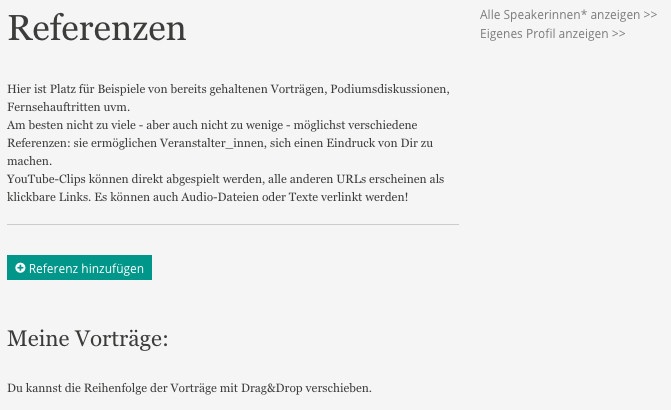 Referenzen
Alle Speakerinnen* anzeigen >>
Eigenes Profil anzeigen >>
Hier ist Platz für Beispiele von bereits gehaltenen Vorträgen, Podiumsdiskussionen,
Fernsehauftritten uvm.
Am besten nicht zu viele - aber auch nicht zu wenige - möglichst verschiedene
Referenzen: sie ermöglichen Veranstalter_innen, sich einen Eindruck von Dir zu
machen.
YouTube-Clips können direkt abgespielt werden, alle anderen URLs erscheinen als
klickbare Links. Es können auch Audio-Dateien oder Texte verlinkt werden!
Referenz hinzufügen
Meine Vorträge:
Du kannst die Reihenfolge der Vorträge mit Drag&Drop verschieben.